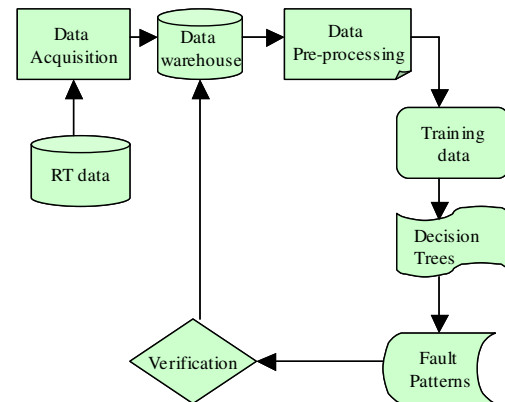 Data
Acquisition
Data
warehouse
Data
Pre-processing
Training
data
RT data
Decision
Trees
Verification
Fault
Patterns